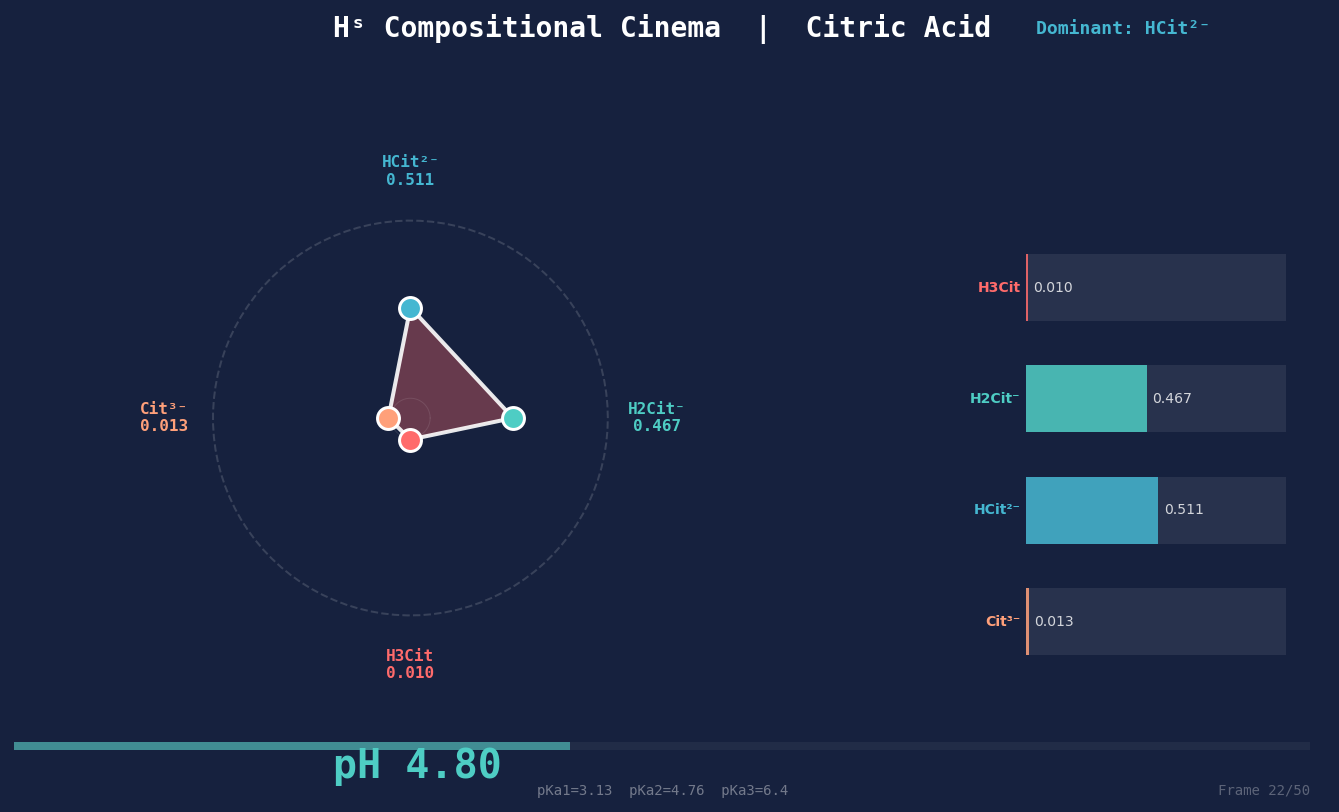 Hˢ Compositional Cinema | Citric Acid
Dominant: HCit²⁻
HCit²⁻
0.511
Cit³⁻
0.013
H2Cit⁻
0.467
H3Cit
0.010
H3Cit 0.010
H2Cit⁻ 0.467
HCit²⁻ 0.511
Cit³⁻ 0.013
pH 4.80
pKa1=3.13 pKa2=4.76 pKa3=6.4
Frame 22/50